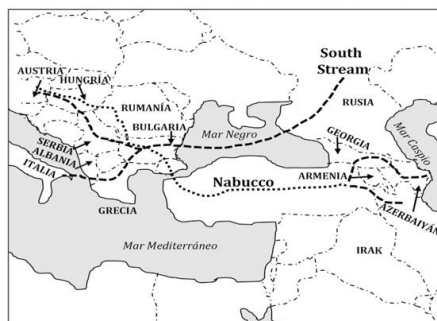 South
Stream
AUSTRIA
HUNGRÍA
RUSIA
RUMANÍA
BULGARIA
Mar Negro
Mar Caspio
GEORGIA
SERBIA
ALBANIA
ITALIA
Nabucco
ARMENIA
AZERBAIYÁN
GRECIA
Mar Mediterráneo
IRAK